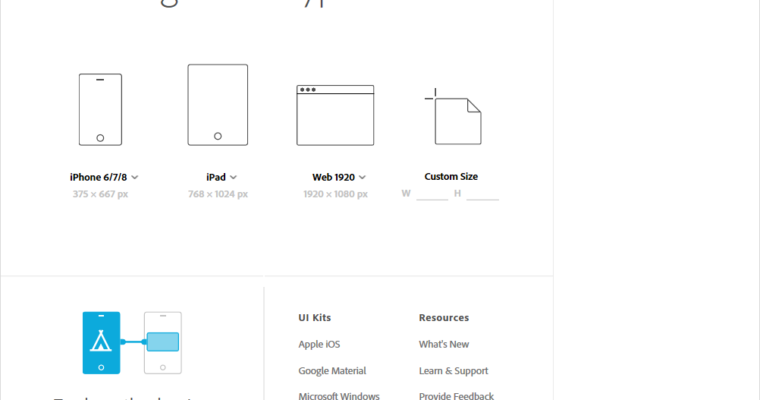 iPhone 6/7/8
375 × 667 px
iPad
768 × 1024 px
Web 1920
1920 × 1080 px
Custom Size
W H
UI Kits
Apple iOS
Google Material
Microsoft Windows
Resources
What's New
Learn & Support
Provide Feedback